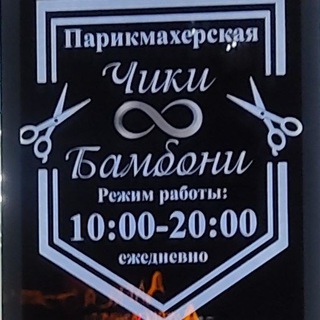 Парикмахерская
Чики
Бамбони
Режим работы:
10:00-20:00
ежедневно